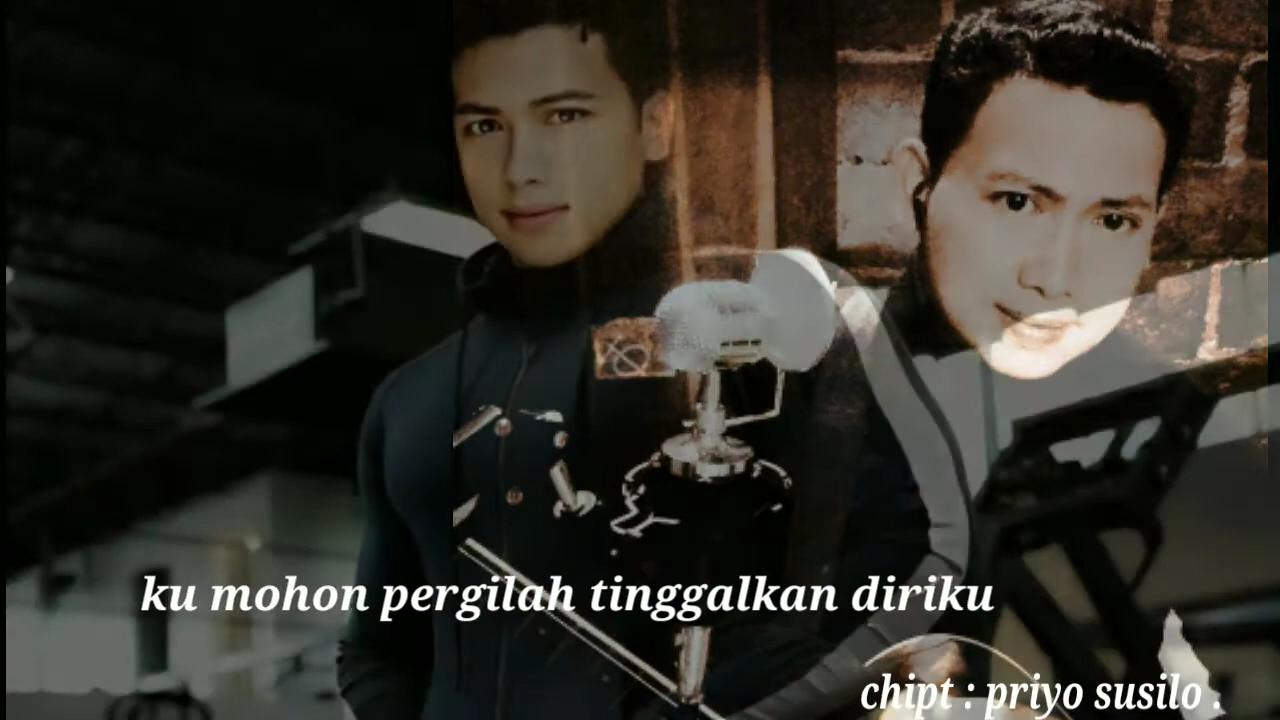 ku mohon pergilah tinggalkan diriku
chipt : priyo susilo .